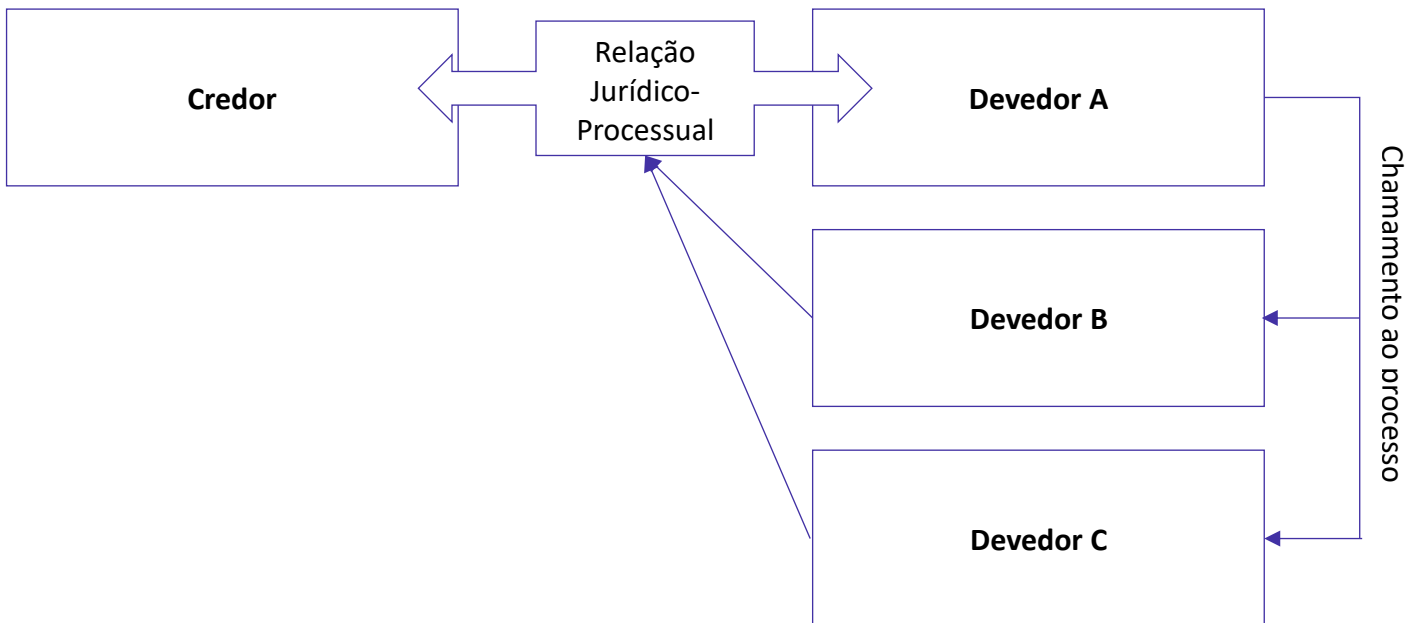 Credor
Relação
Jurídico-
Processual
Devedor A
Chamamento ao processo
Devedor B
Devedor C